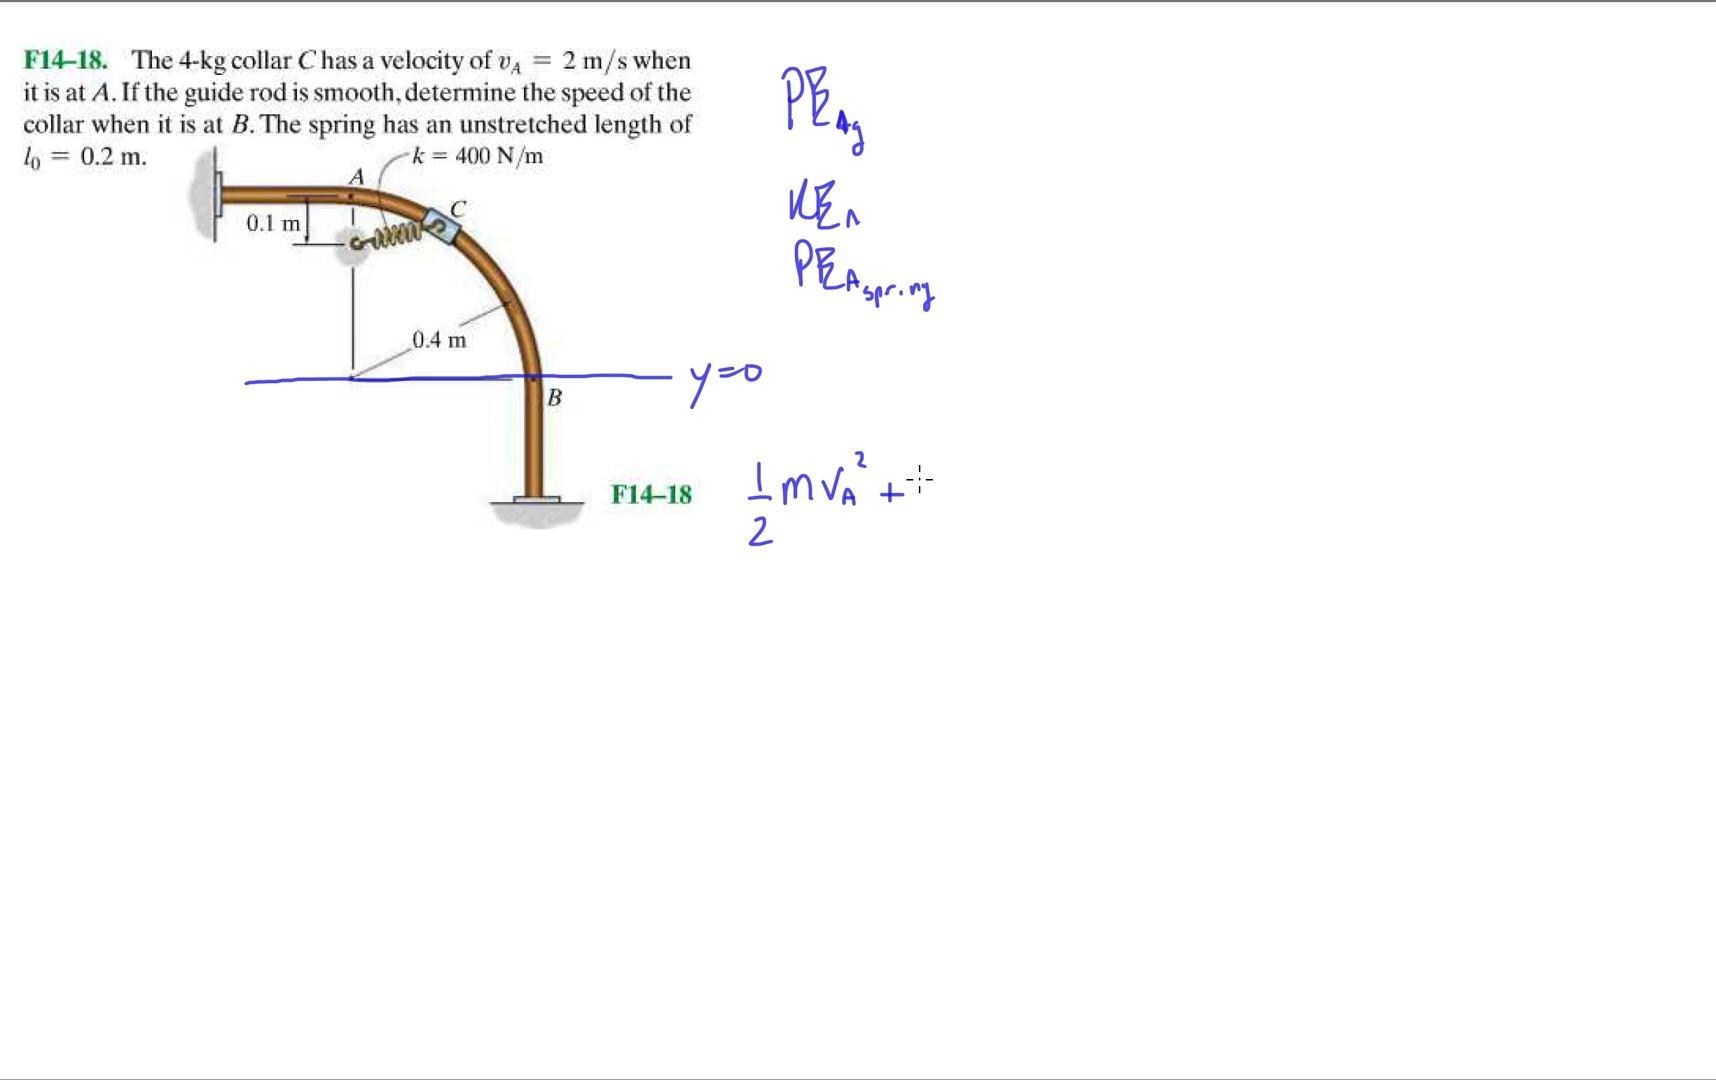 F14–18. The 4-kg collar C has a velocity of v_A = 2 m/s when
it is at A. If the guide rod is smooth, determine the speed of the
collar when it is at B. The spring has an unstretched length of
l_0 = 0.2 m.
k = 400 N/m
A
C
0.1 m
0.4 m
B
F14–18
PE_Ag
KE_A
PE_A spring
y=0
1/2 m v_A^2 +